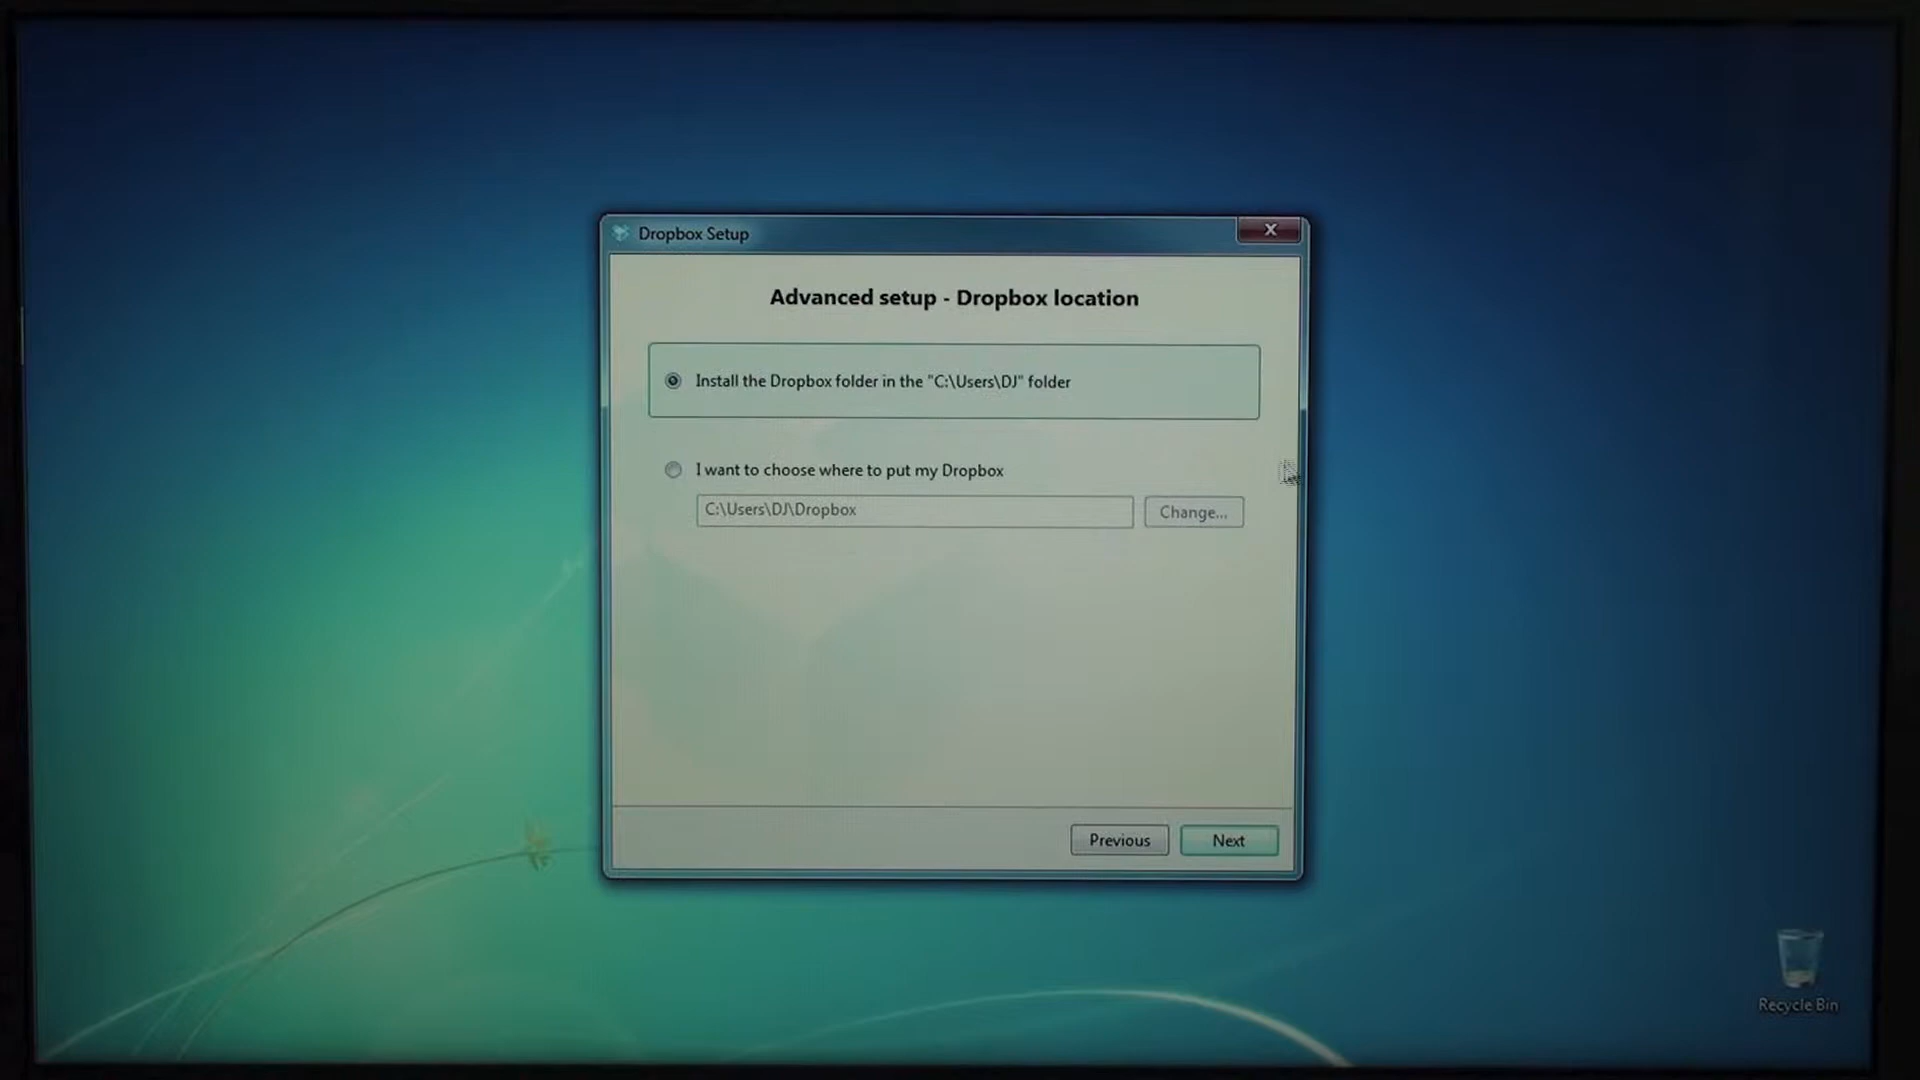 Dropbox Setup
Advanced setup - Dropbox location
Install the Dropbox folder in the "C:\Users\DJ" folder
I want to choose where to put my Dropbox
C:\Users\DJ\Dropbox
Change...
Previous
Next
Recycle Bin